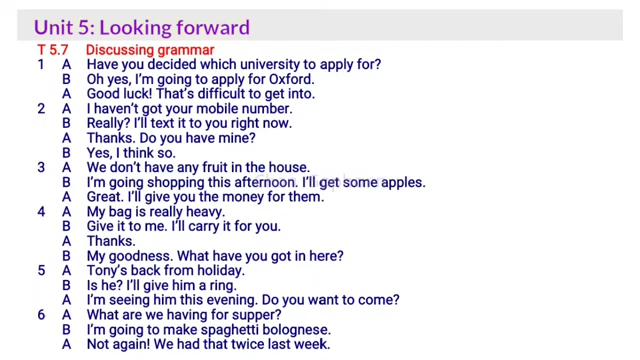 Unit 5: Looking forward
T 5.7 Discussing grammar
1 A Have you decided which university to apply for?
B Oh yes, I'm going to apply for Oxford.
A Good luck! That's difficult to get into.
2 A I haven't got your mobile number.
B Really? I'll text it to you right now.
A Thanks. Do you have mine?
B Yes, I think so.
3 A We don't have any fruit in the house.
B I'm going shopping this afternoon. I'll get some apples.
A Great. I'll give you the money for them.
4 A My bag is really heavy.
B Give it to me. I'll carry it for you.
A Thanks.
B My goodness. What have you got in here?
5 A Tony's back from holiday.
B Is he? I'll give him a ring.
A I'm seeing him this evening. Do you want to come?
6 A What are we having for supper?
B I'm going to make spaghetti bolognese.
A Not again! We had that twice last week.